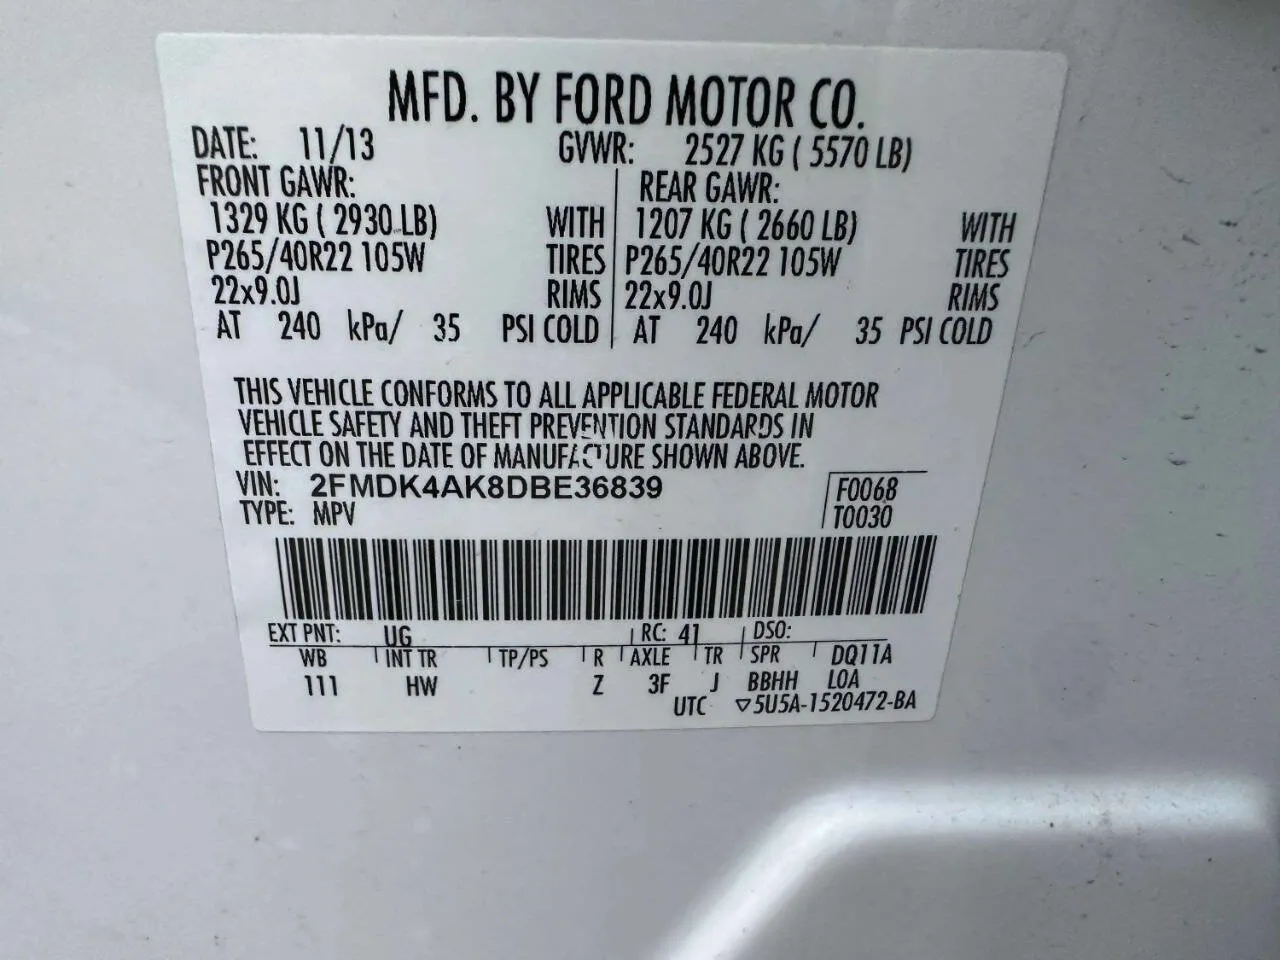 MFD. BY FORD MOTOR CO.
DATE: 11/13 GVWR: 2527 KG ( 5570 LB)
FRONT GAWR: REAR GAWR:
1329 KG ( 2930 LB) WITH 1207 KG ( 2660 LB) WITH
P265/40R22 105W TIRES P265/40R22 105W TIRES
22x9.0J RIMS 22x9.0J RIMS
AT 240 kPa/ 35 PSI COLD AT 240 kPa/ 35 PSI COLD
THIS VEHICLE CONFORMS TO ALL APPLICABLE FEDERAL MOTOR
VEHICLE SAFETY AND THEFT PREVENTION STANDARDS IN
EFFECT ON THE DATE OF MANUFACTURE SHOWN ABOVE.
VIN: 2FMDK4AK8DBE36839 F0068
TYPE: MPV T0030
EXT PNT: UG RC: 41 DSO:
WB INT TR TP/PS R AXLE TR SPR DQ11A
111 HW Z 3F J BBHH L0A
UTC ▽5U5A-1520472-BA